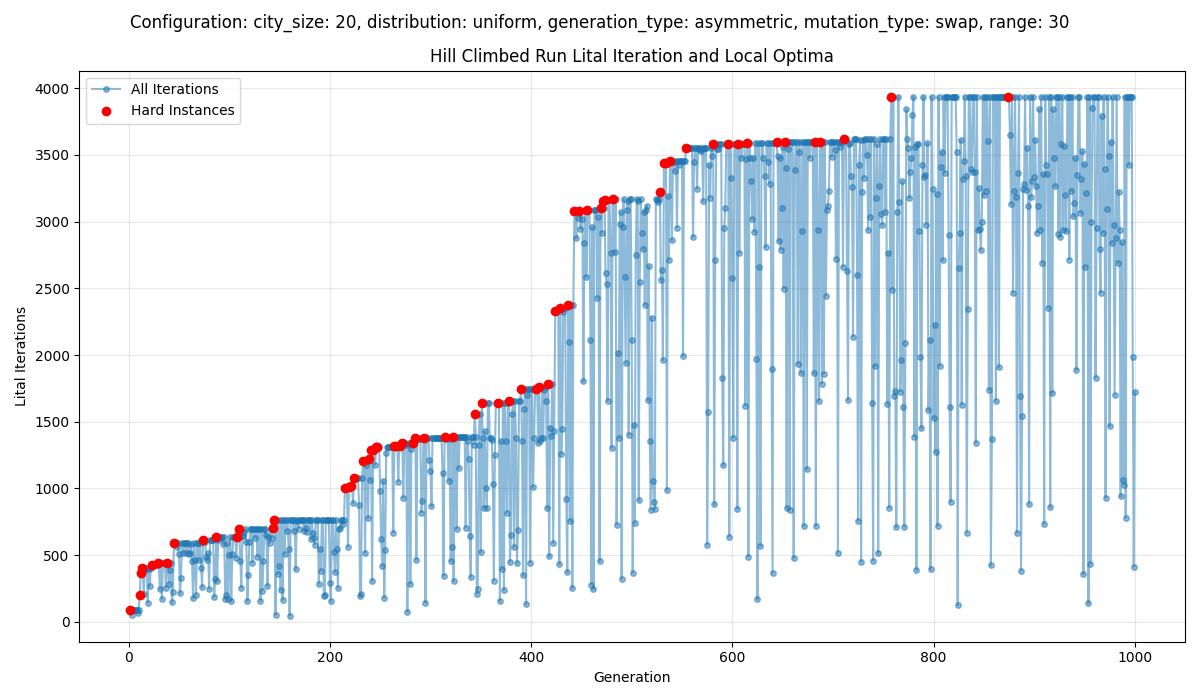 Configuration: city_size: 20, distribution: uniform, generation_type: asymmetric, mutation_type: swap, range: 30
Hill Climbed Run Lital Iteration and Local Optima
All Iterations
Hard Instances
Lital Iterations
4000
3500
3000
2500
2000
1500
1000
500
0
0 200 400 600 800 1000
Generation